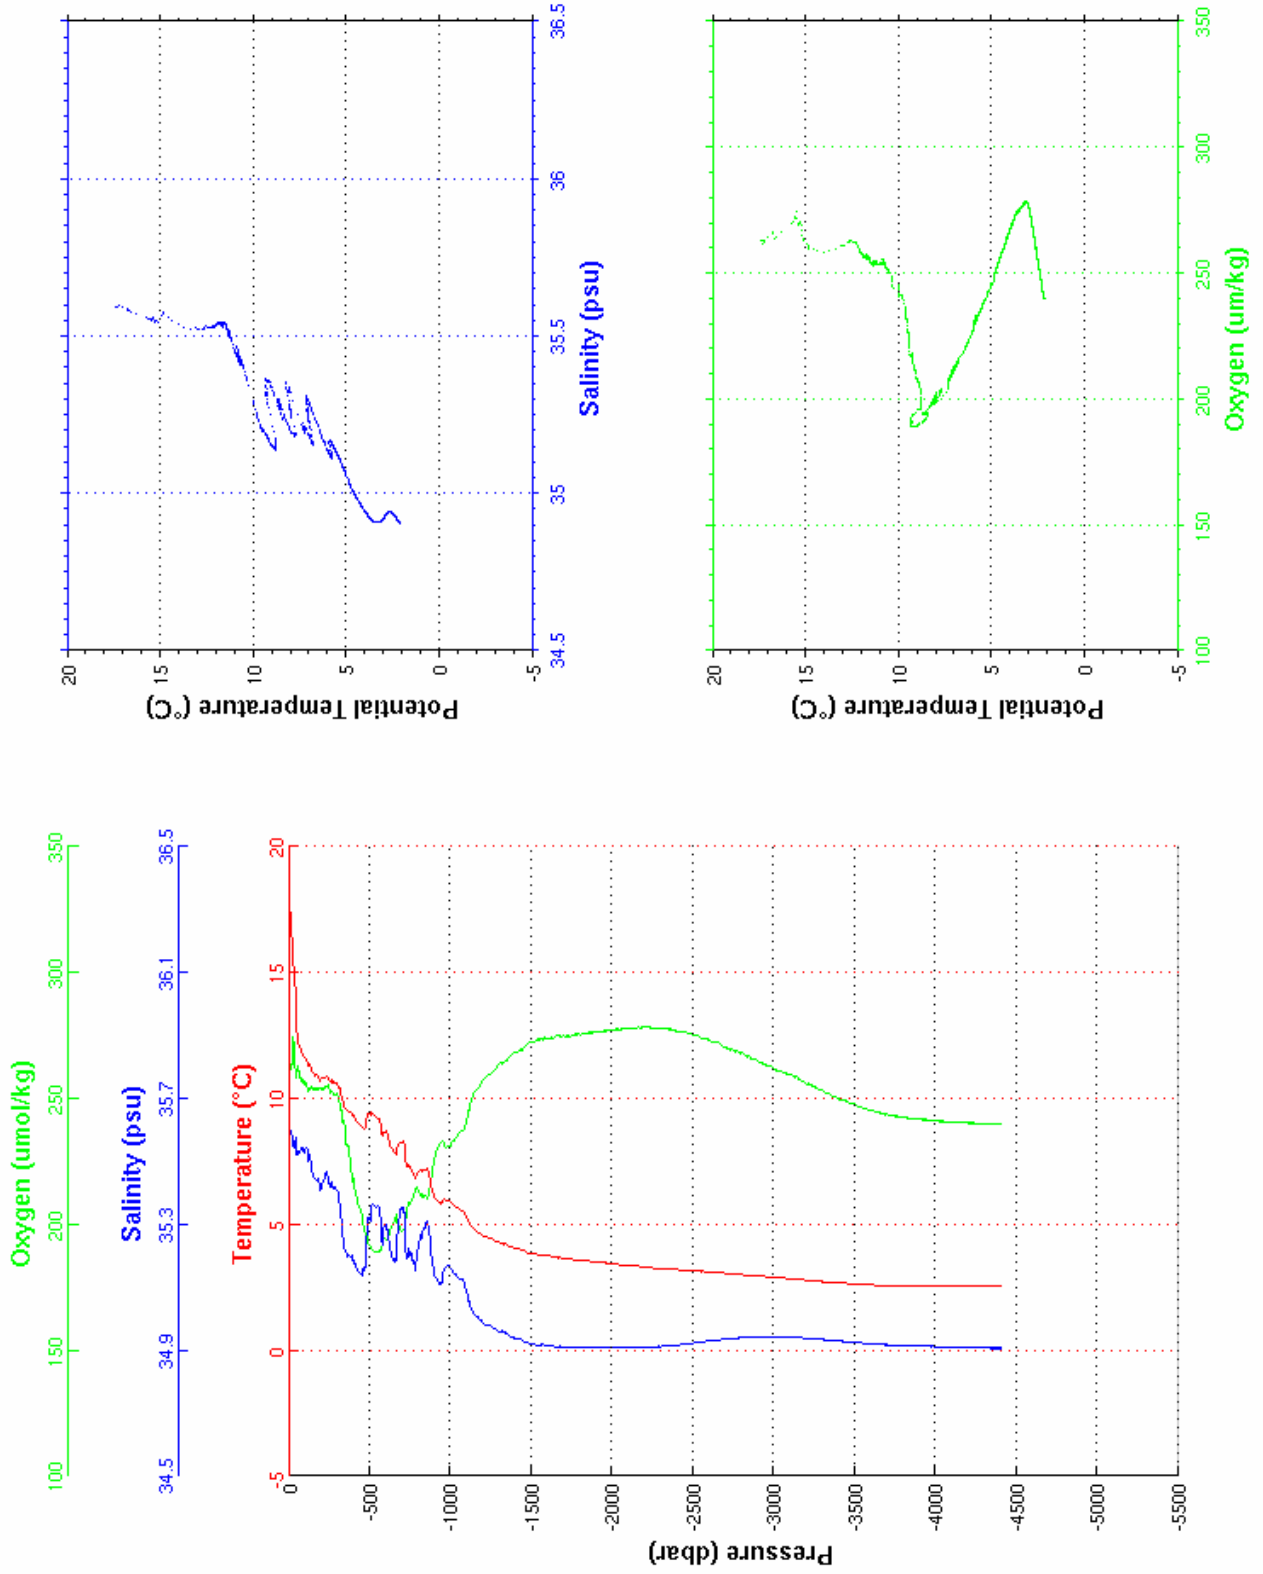 Oxygen (umol/kg)
100 150 200 250 300 350
Salinity (psu)
34.5 34.9 35.3 35.7 36.1 36.5
Temperature (°C)
-5 0 5 10 15 20
Pressure (dbar)
0
-500
-1000
-1500
-2000
-2500
-3000
-3500
-4000
-4500
-5000
-5500
Potential Temperature (°C)
20
15
10
5
0
-5
34.5 35 35.5 36 36.5
Salinity (psu)
Potential Temperature (°C)
20
15
10
5
0
-5
100 150 200 250 300 350
Oxygen (um/kg)